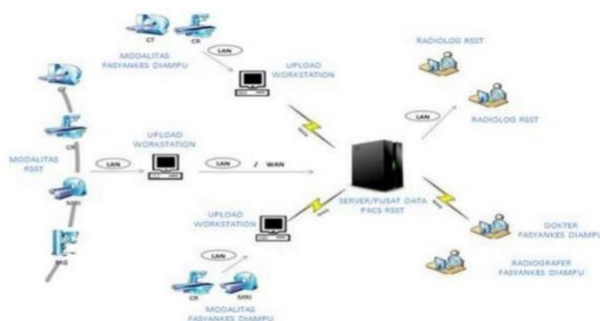 CT
CR
LAN
MODALITAS
FASYANKES DIAMPU
UPLOAD
WORKSTATION
RADIOLOG RSST
RADIOLOG RSST
LAN
CR
MODALITAS
RSST
MRI
LAN
UPLOAD
WORKSTATION
LAN
/ WAN
SERVER/PUSAT DATA
PACS RSST
UPLOAD
WORKSTATION
LAN
CR
MRI
MODALITAS
FASYANKES DIAMPU
DOKTER
FASYANKES DIAMPU
RADIOGRAFER
FASYANKES DIAMPU